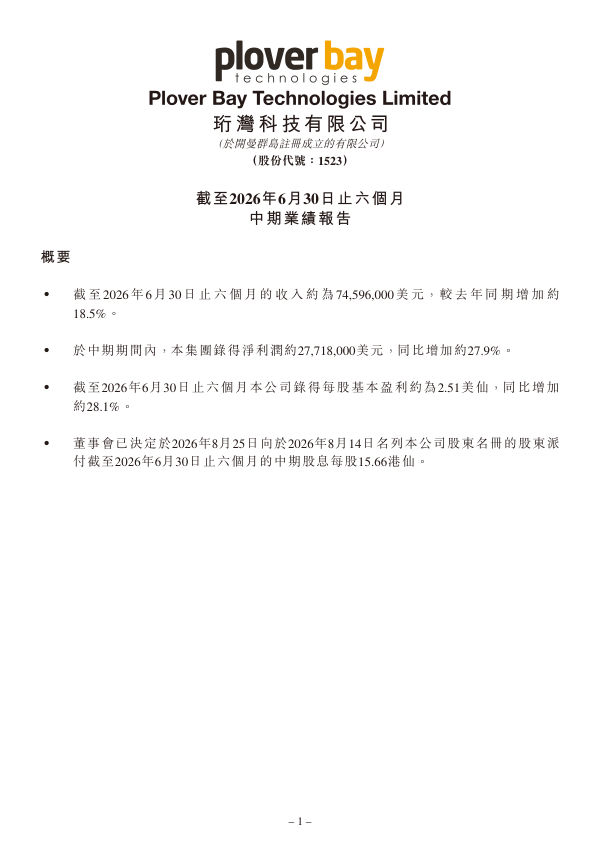 plover bay
technologies
Plover Bay Technologies Limited
珩灣科技有限公司
（於開曼群島註冊成立的有限公司）
（股份代號：1523）
截至2026年6月30日止六個月
中期業績報告
概要
• 截至2026年6月30日止六個月的收入約為74,596,000美元，較去年同期增加約
18.5%。
• 於中期期間內，本集團錄得淨利潤約27,718,000美元，同比增加約27.9%。
• 截至2026年6月30日止六個月本公司錄得每股基本盈利約為2.51美仙，同比增加
約28.1%。
• 董事會已決定於2026年8月25日向於2026年8月14日名列本公司股東名冊的股東派
付截至2026年6月30日止六個月的中期股息每股15.66港仙。
– 1 –